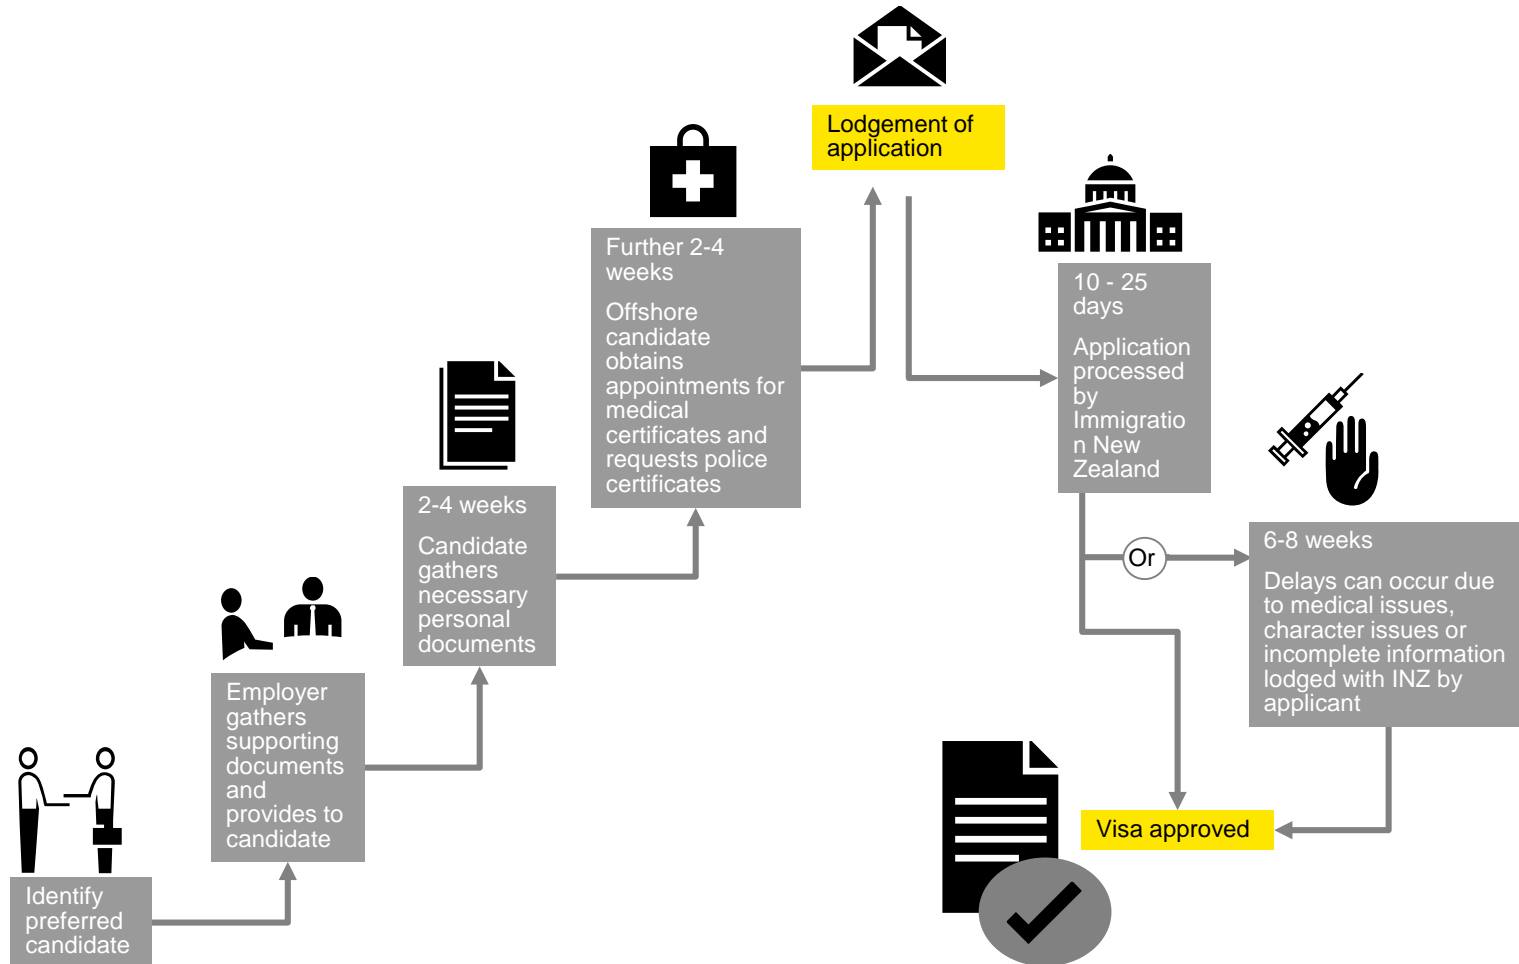 Identify
preferred
candidate
Employer
gathers
supporting
documents
and
provides to
candidate
2-4 weeks
Candidate
gathers
necessary
personal
documents
Further 2-4
weeks
Offshore
candidate
obtains
appointments for
medical
certificates and
requests police
certificates
Lodgement of
application
10 - 25
days
Application
processed
by
Immigratio
n New
Zealand
Or
6-8 weeks
Delays can occur due
to medical issues,
character issues or
incomplete information
lodged with INZ by
applicant
Visa approved